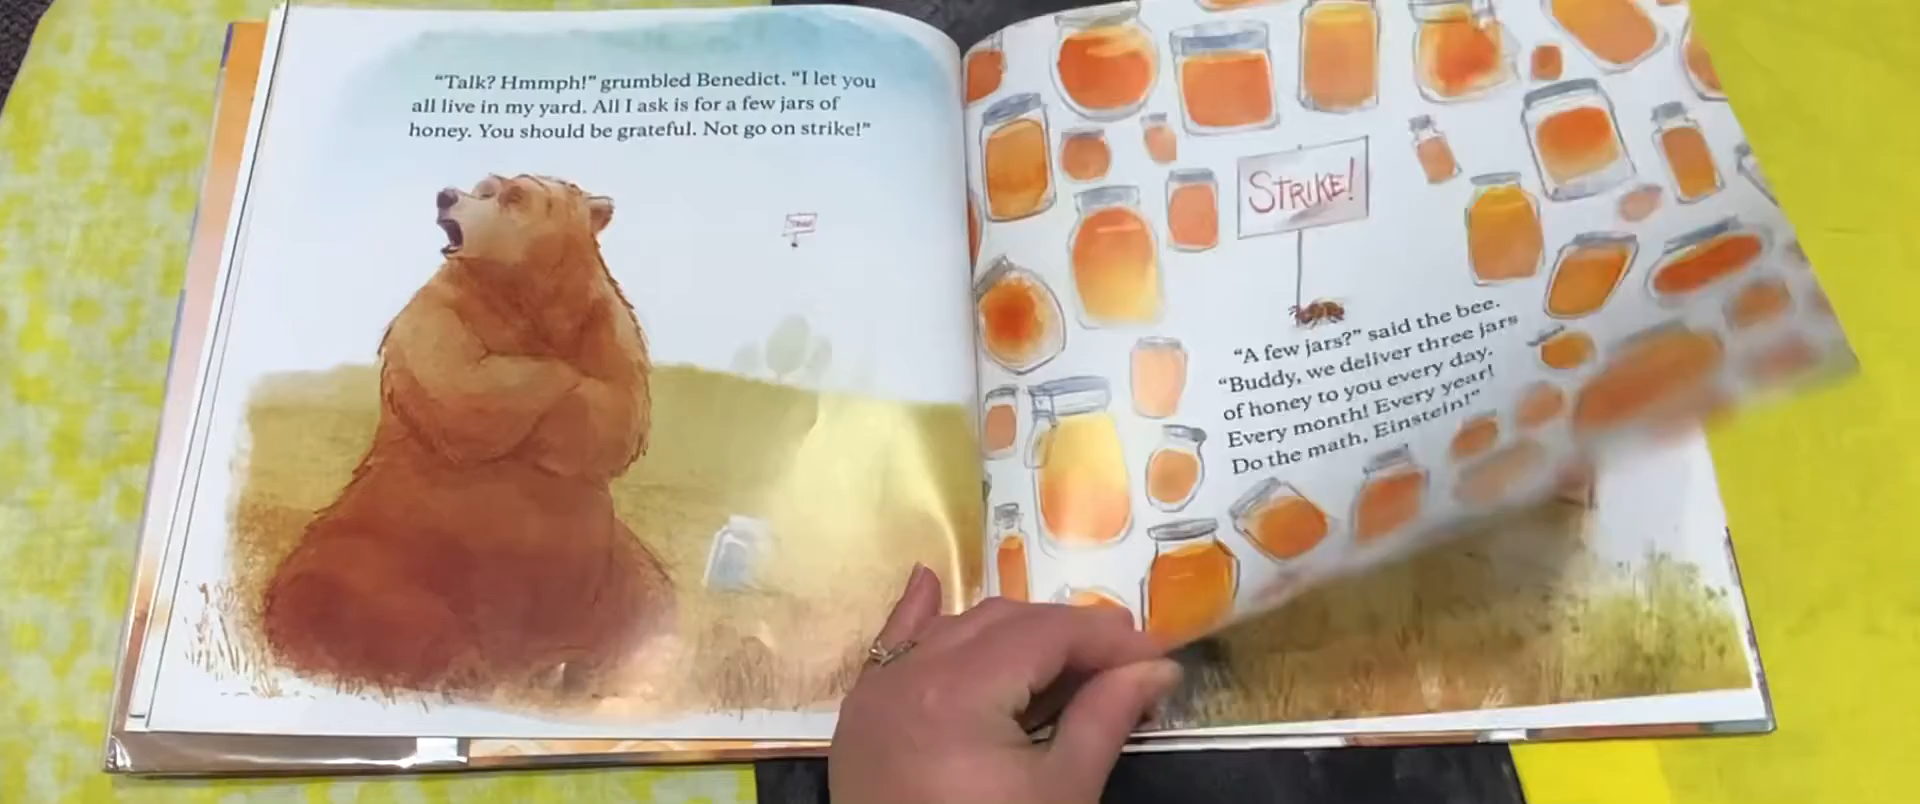 “Talk? Hmmph!” grumbled Benedict. “I let you
all live in my yard. All I ask is for a few jars of
honey. You should be grateful. Not go on strike!”
STRIKE!
“A few jars?” said the bee.
“Buddy, we deliver three jars
of honey to you every day.
Every month! Every year!
Do the math, Einstein!”